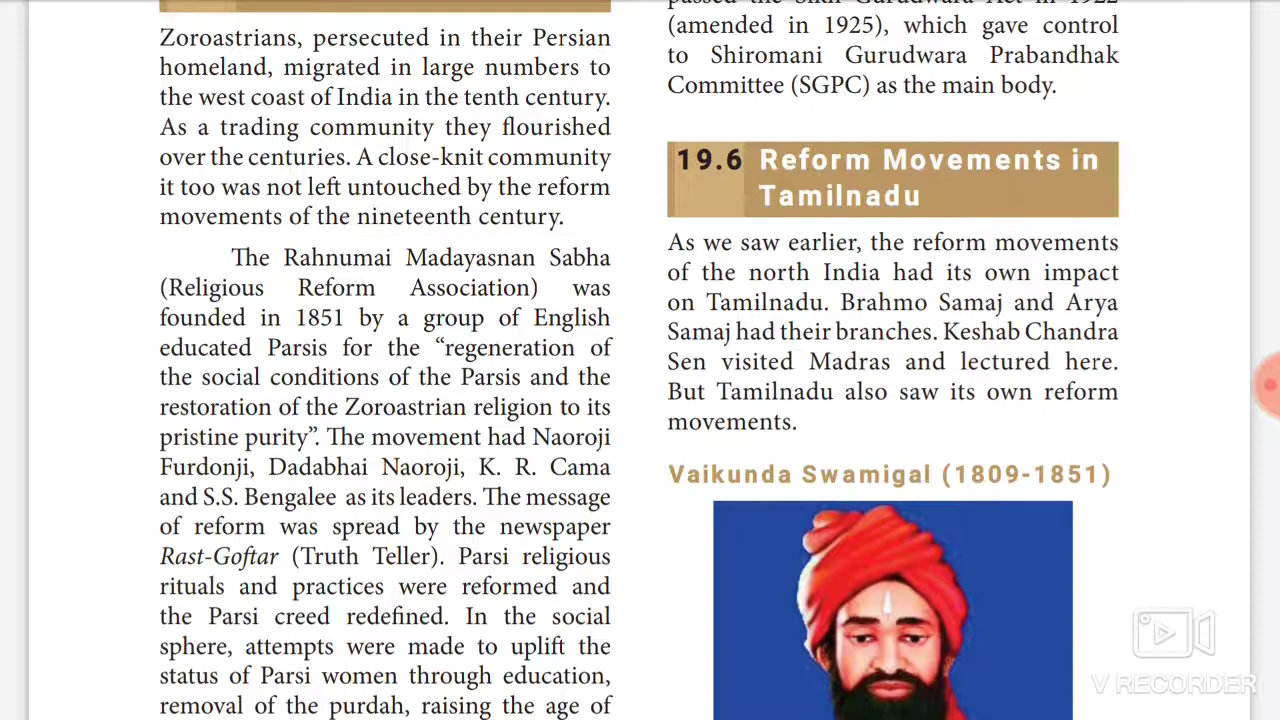 Zoroastrians, persecuted in their Persian
homeland, migrated in large numbers to
the west coast of India in the tenth century.
As a trading community they flourished
over the centuries. A close-knit community
it too was not left untouched by the reform
movements of the nineteenth century.
The Rahnumai Madayasnan Sabha
(Religious Reform Association) was
founded in 1851 by a group of English
educated Parsis for the “regeneration of
the social conditions of the Parsis and the
restoration of the Zoroastrian religion to its
pristine purity”. The movement had Naoroji
Furdonji, Dadabhai Naoroji, K. R. Cama
and S.S. Bengalee as its leaders. The message
of reform was spread by the newspaper
Rast-Goftar (Truth Teller). Parsi religious
rituals and practices were reformed and
the Parsi creed redefined. In the social
sphere, attempts were made to uplift the
status of Parsi women through education,
removal of the purdah, raising the age of
passed the Sikh Gurudwara Act in 1922
(amended in 1925), which gave control
to Shiromani Gurudwara Prabandhak
Committee (SGPC) as the main body.
19.6 Reform Movements in
Tamilnadu
As we saw earlier, the reform movements
of the north India had its own impact
on Tamilnadu. Brahmo Samaj and Arya
Samaj had their branches. Keshab Chandra
Sen visited Madras and lectured here.
But Tamilnadu also saw its own reform
movements.
Vaikunda Swamigal (1809-1851)
V RECORDER